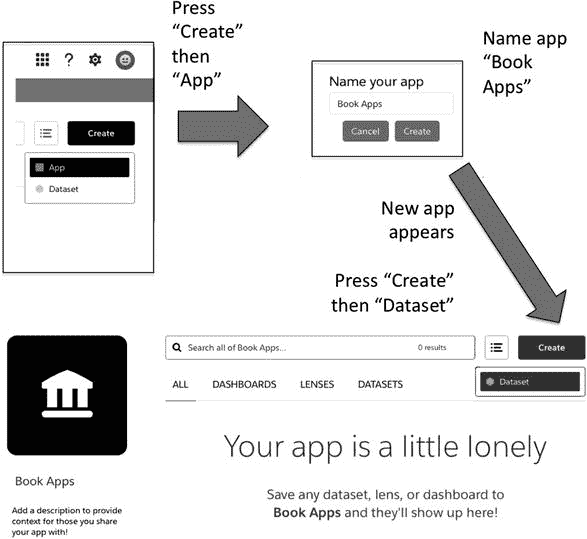 Press
“Create”
then
“App”
?
Create
App
Dataset
Name your app
Book Apps
Cancel
Create
Name app
“Book
Apps”
New app
appears
Press “Create”
then “Dataset”
Search all of Book Apps...
0 results
Create
ALL
DASHBOARDS
LENSES
DATASETS
Dataset
Your app is a little lonely
Save any dataset, lens, or dashboard to
Book Apps and they'll show up here!
Book Apps
Add a description to provide
context for those you share
your app with!